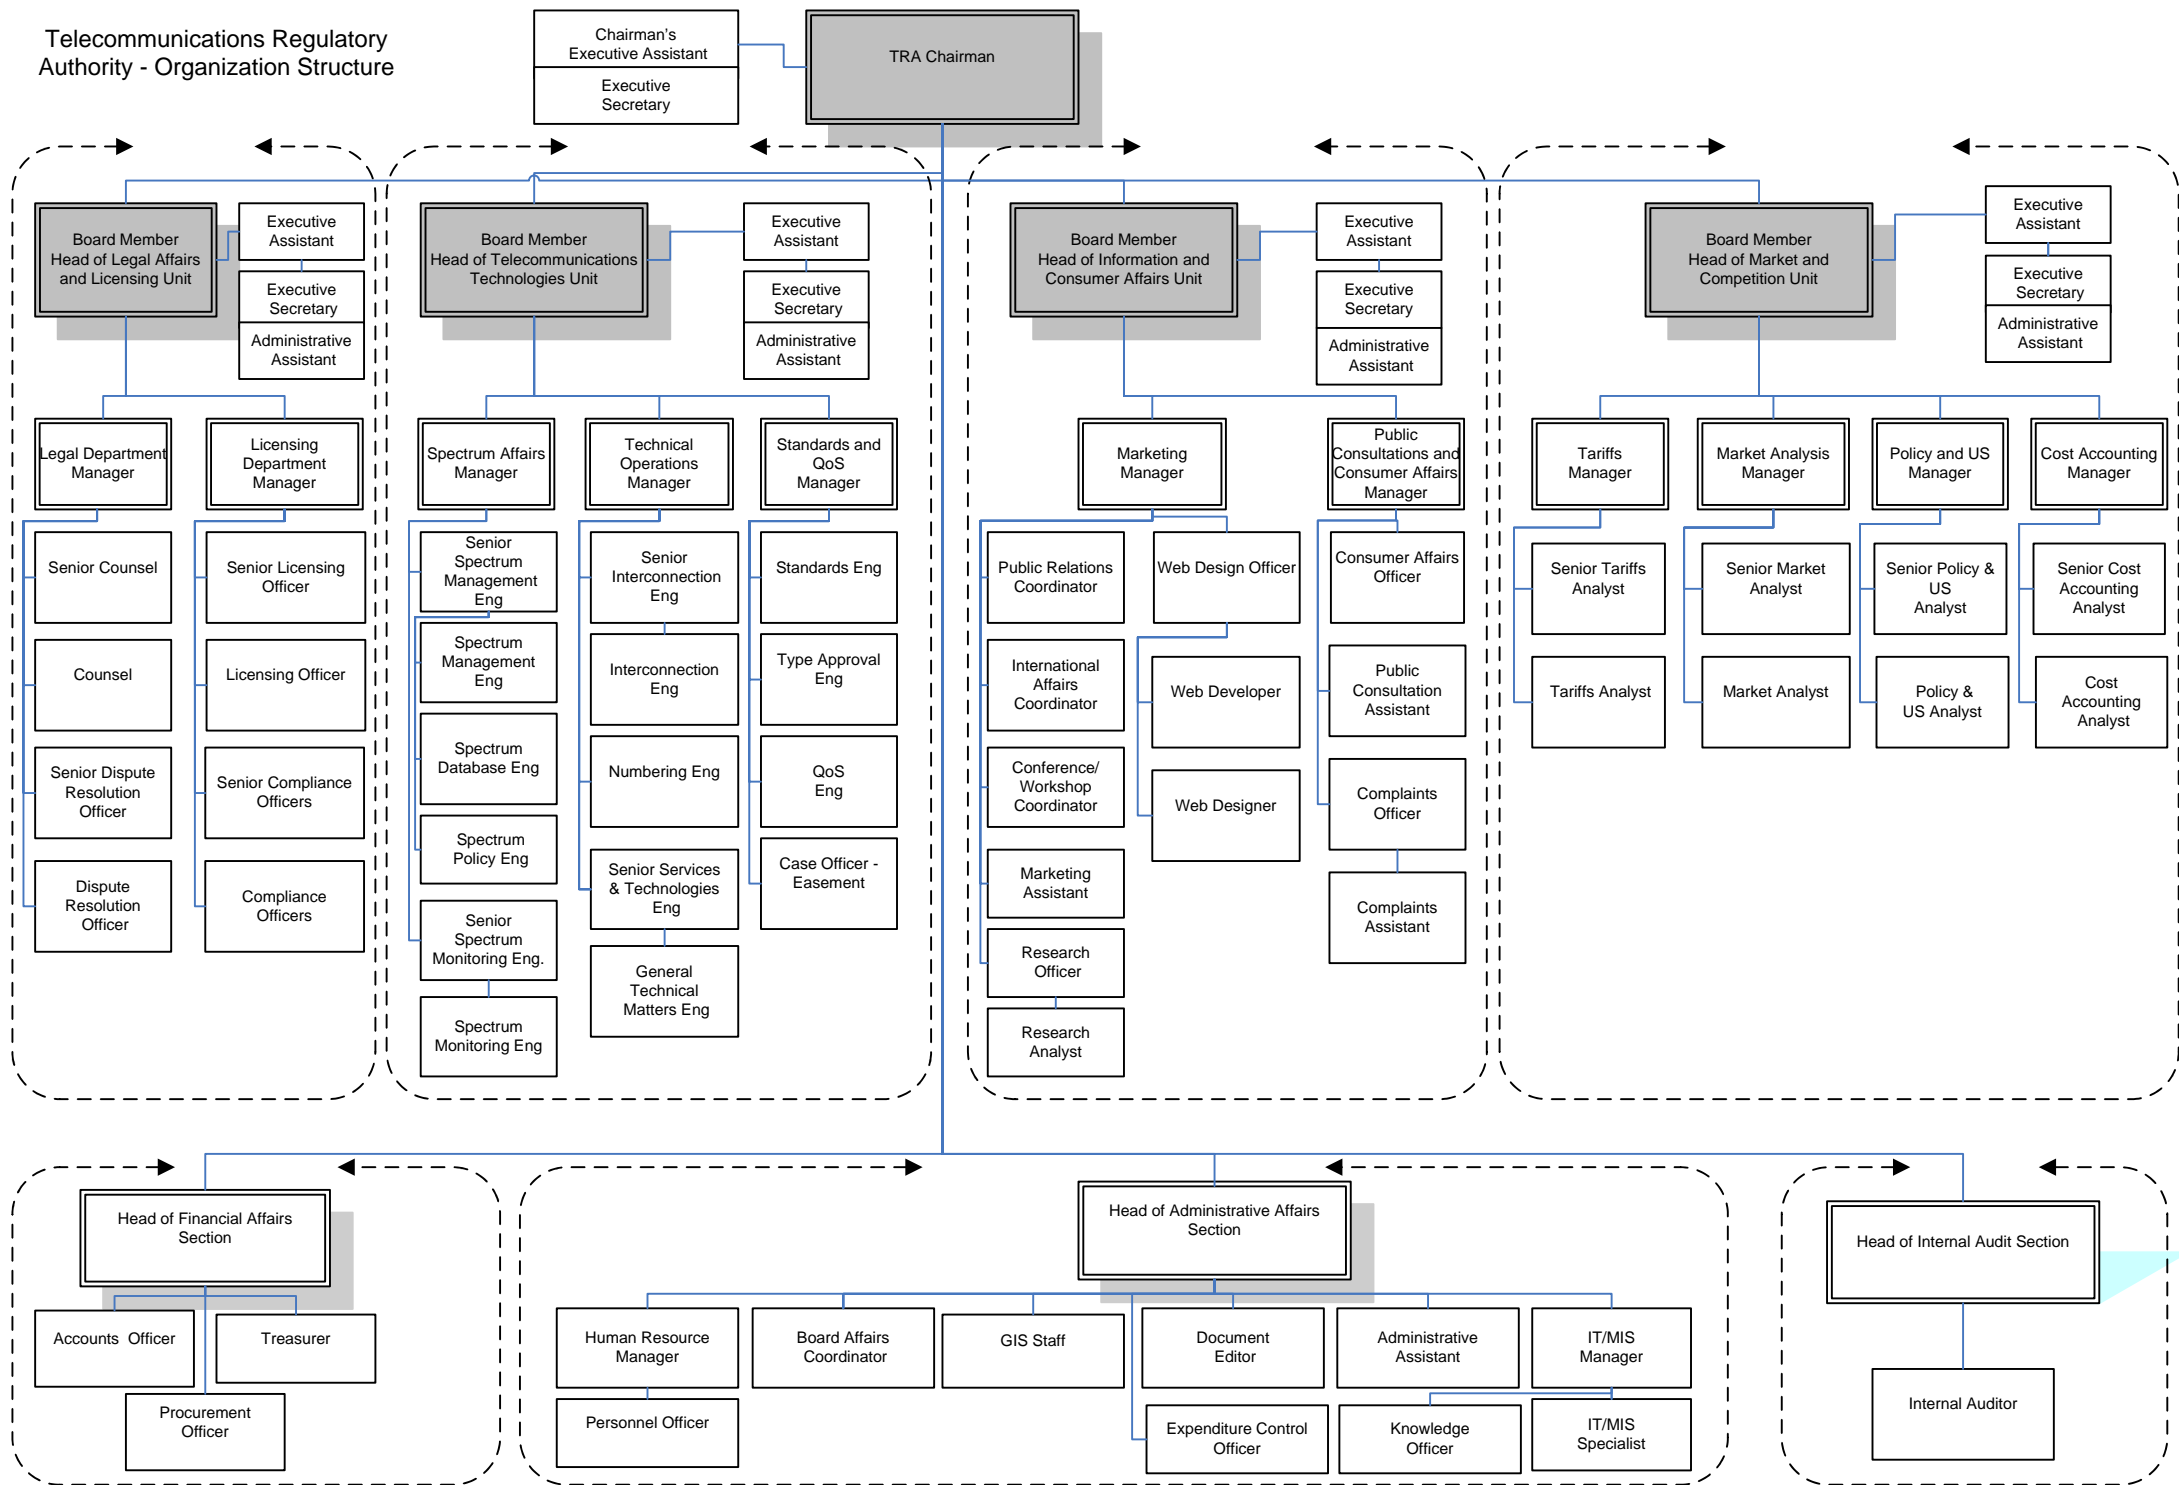 Telecommunications Regulatory
Authority - Organization Structure
Chairman's
Executive Assistant
Executive
Secretary
TRA Chairman
Board Member
Head of Legal Affairs
and Licensing Unit
Executive
Assistant
Executive
Secretary
Administrative
Assistant
Board Member
Head of Telecommunications
Technologies Unit
Executive
Assistant
Executive
Secretary
Administrative
Assistant
Board Member
Head of Information and
Consumer Affairs Unit
Executive
Assistant
Executive
Secretary
Administrative
Assistant
Board Member
Head of Market and
Competition Unit
Executive
Assistant
Executive
Secretary
Administrative
Assistant
Legal Department
Manager
Licensing
Department
Manager
Spectrum Affairs
Manager
Technical
Operations
Manager
Standards and
QoS
Manager
Marketing
Manager
Public
Consultations and
Consumer Affairs
Manager
Tariffs
Manager
Market Analysis
Manager
Policy and US
Manager
Cost Accounting
Manager
Senior Counsel
Counsel
Senior Dispute
Resolution
Officer
Dispute
Resolution
Officer
Senior Licensing
Officer
Licensing Officer
Senior Compliance
Officers
Compliance
Officers
Senior
Spectrum
Management
Eng
Spectrum
Management
Eng
Spectrum
Database Eng
Spectrum
Policy Eng
Senior
Spectrum
Monitoring Eng.
Spectrum
Monitoring Eng
Senior
Interconnection
Eng
Interconnection
Eng
Numbering Eng
Senior Services
& Technologies
Eng
General
Technical
Matters Eng
Standards Eng
Type Approval
Eng
QoS
Eng
Case Officer -
Easement
Public Relations
Coordinator
International
Affairs
Coordinator
Conference/
Workshop
Coordinator
Marketing
Assistant
Research
Officer
Research
Analyst
Web Design Officer
Web Developer
Web Designer
Consumer Affairs
Officer
Public
Consultation
Assistant
Complaints
Officer
Complaints
Assistant
Senior Tariffs
Analyst
Tariffs Analyst
Senior Market
Analyst
Market Analyst
Senior Policy &
US
Analyst
Policy &
US Analyst
Senior Cost
Accounting
Analyst
Cost
Accounting
Analyst
Head of Financial Affairs
Section
Accounts  Officer
Treasurer
Procurement
Officer
Head of Administrative Affairs
Section
Human Resource
Manager
Board Affairs
Coordinator
GIS Staff
Document
Editor
Administrative
Assistant
IT/MIS
Manager
Personnel Officer
Expenditure Control
Officer
Knowledge
Officer
IT/MIS
Specialist
Head of Internal Audit Section
Internal Auditor